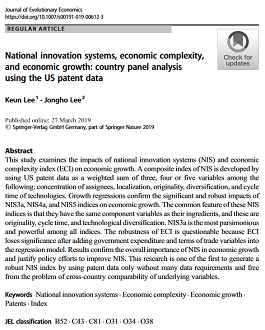 Journal of Evolutionary Economics
https://doi.org/10.1007/s00191-019-00612-3
REGULAR ARTICLE
Check for
updates
National innovation systems, economic complexity,
and economic growth: country panel analysis
using the US patent data
Keun Lee1 · Jongho Lee2
Published online: 27 March 2019
© Springer-Verlag GmbH Germany, part of Springer Nature 2019
Abstract
This study examines the impacts of national innovation systems (NIS) and economic
complexity index (ECI) on economic growth. A composite index of NIS is developed by
using US patent data as a weighted sum of three, four or five variables among the
following: concentration of assignees, localization, originality, diversification, and cycle
time of technologies. Growth regressions confirm the significant and robust impacts of
NIS3a, NIS4a, and NIS5 indices on economic growth. The common feature of these NIS
indices is that they have the same component variables as their ingredients, and these are
originality, cycle time, and technological diversification. NIS3a is the most parsimonious
and powerful among all indices. The robustness of ECI is questionable because ECI
loses significance after adding government expenditure and terms of trade variables into
the regression model. Results confirm the overall importance of NIS in economic growth
and justify policy efforts to improve NIS. This research is one of the first to generate a
robust NIS index by using patent data only without many data requirements and free
from the problem of cross-country comparability of underlying variables.
Keywords National innovation systems · Economic complexity · Economic growth ·
Patents · Index
JEL classification B52 · C43 · C81 · O31 · O34 · O38